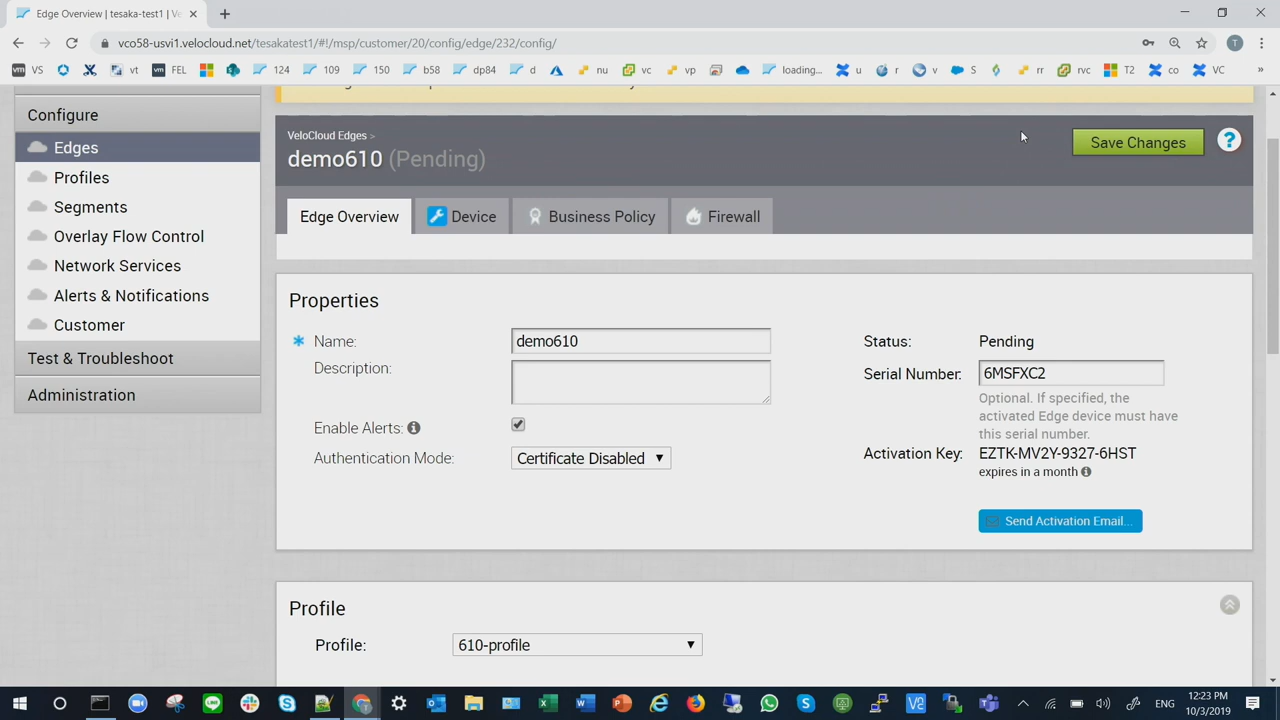 Edge Overview | tesaka-test1 | Ve
vco58-usvi1.velocloud.net/tesakatest1/#!/msp/customer/20/config/edge/232/config/
T
vm VS
vt
vm FEL
124
109
150
b58
dp84
d
nu
vc
vp
loading...
u
r
v
S
rr
rvc
T2
co
VC
»
Configure
Edges
Profiles
Segments
Overlay Flow Control
Network Services
Alerts & Notifications
Customer
Test & Troubleshoot
Administration
VeloCloud Edges >
demo610 (Pending)
Save Changes
?
Edge Overview
Device
Business Policy
Firewall
Properties
Name:
demo610
Description:
Enable Alerts:
Authentication Mode:
Certificate Disabled
Status:
Pending
Serial Number:
6MSFXC2
Optional. If specified, the
activated Edge device must have
this serial number.
Activation Key:
EZTK-MV2Y-9327-6HST
expires in a month
Send Activation Email...
Profile
Profile:
610-profile
ENG
12:23 PM
10/3/2019